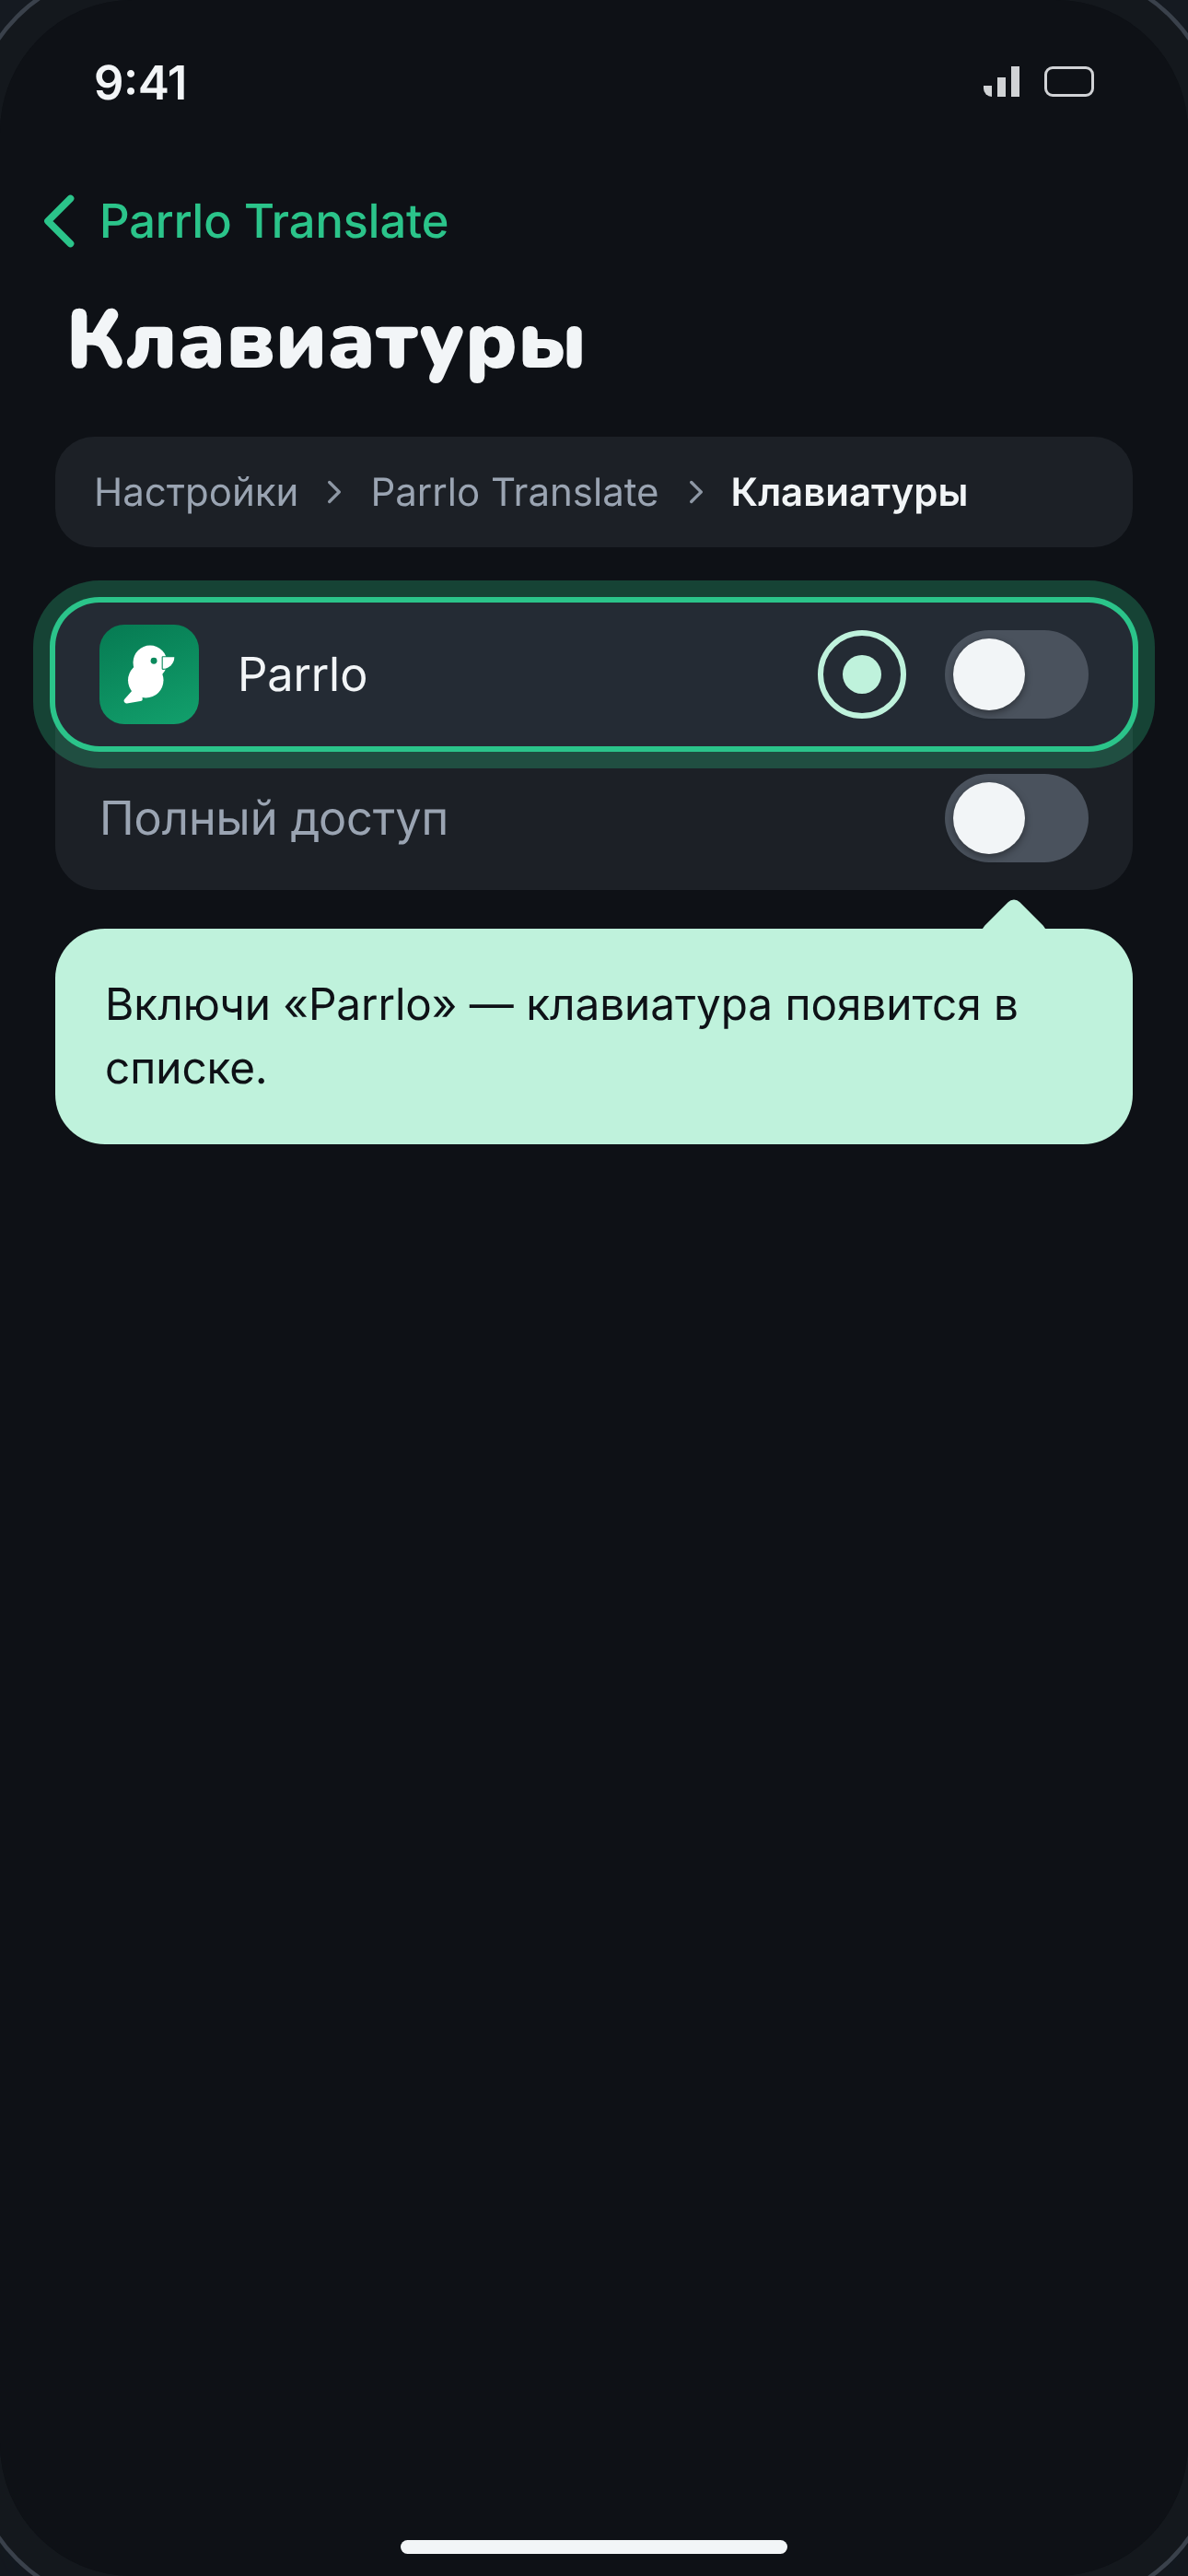 9:41
Parrlo Translate
Клавиатуры
Настройки > Parrlo Translate > Клавиатуры
Parrlo
Полный доступ
Включи «Parrlo» — клавиатура появится в
списке.